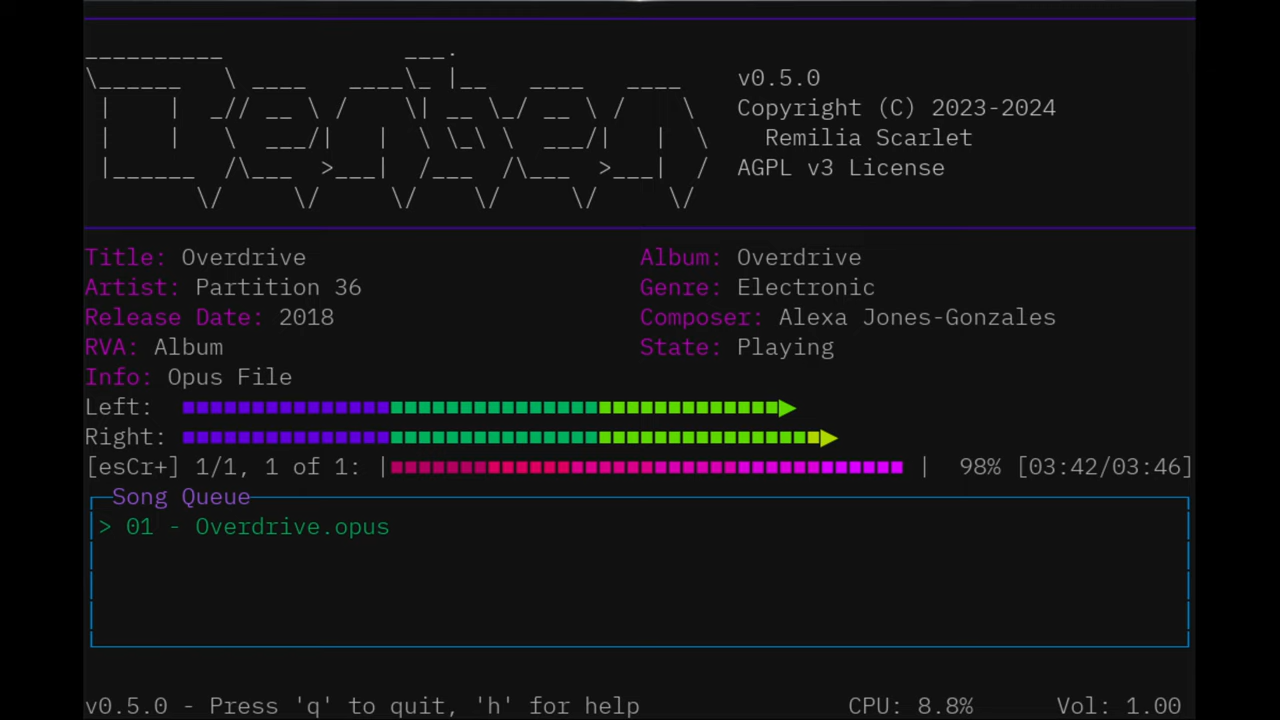 Benben
v0.5.0
Copyright (C) 2023-2024
Remilia Scarlet
AGPL v3 License
Title: Overdrive
Album: Overdrive
Artist: Partition 36
Genre: Electronic
Release Date: 2018
Composer: Alexa Jones-Gonzales
RVA: Album
State: Playing
Info: Opus File
Left:
Right:
[esCr+] 1/1, 1 of 1: | | 98% [03:42/03:46]
Song Queue
> 01 - Overdrive.opus
v0.5.0 - Press 'q' to quit, 'h' for help CPU: 8.8% Vol: 1.00